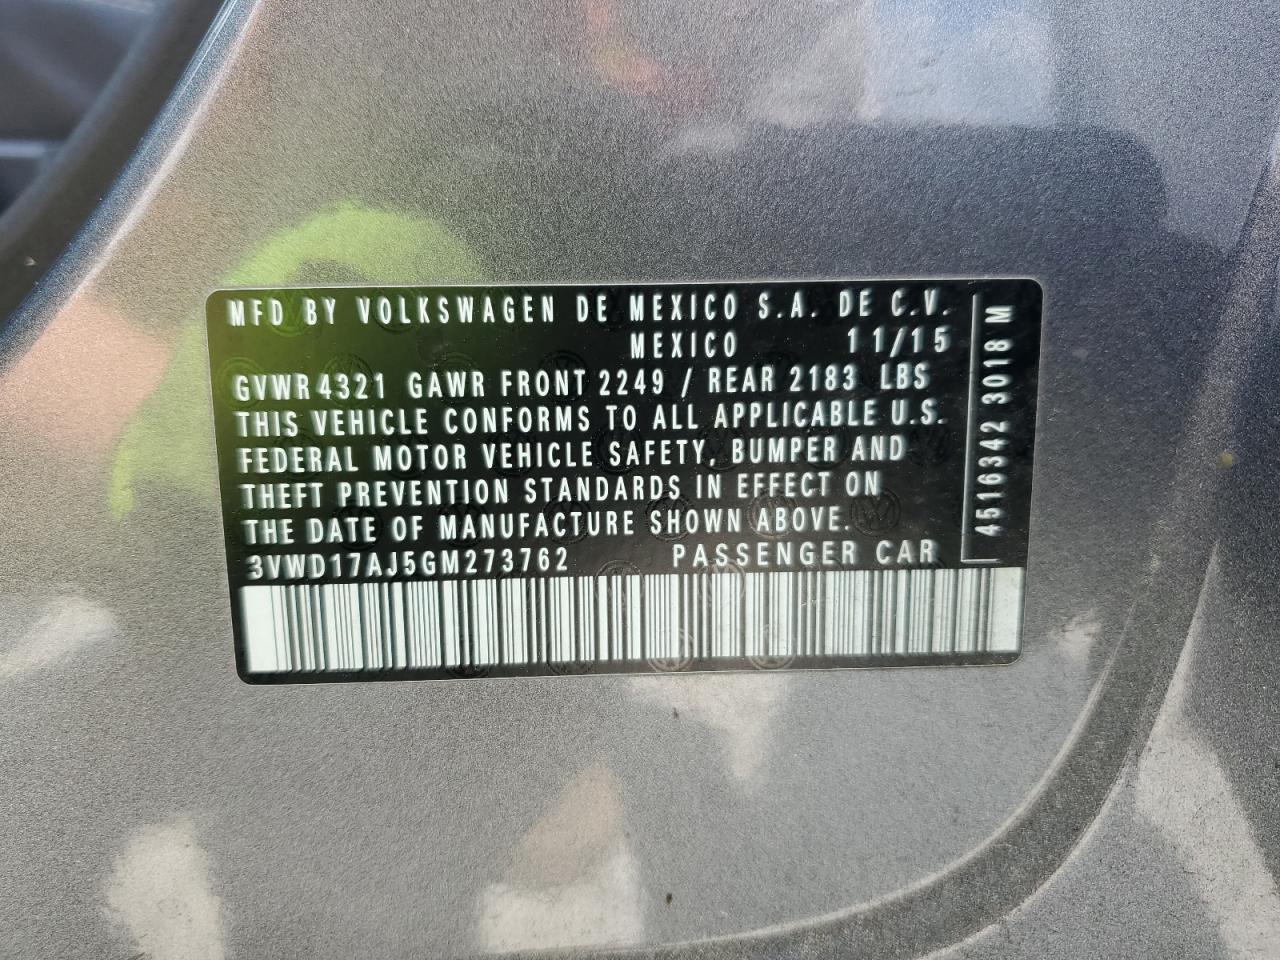 MFD BY VOLKSWAGEN DE MEXICO S.A. DE C.V.
MEXICO 11/15
GVWR 4321 GAWR FRONT 2249 / REAR 2183 LBS
THIS VEHICLE CONFORMS TO ALL APPLICABLE U.S.
FEDERAL MOTOR VEHICLE SAFETY, BUMPER AND
THEFT PREVENTION STANDARDS IN EFFECT ON
THE DATE OF MANUFACTURE SHOWN ABOVE.
3VWD17AJ5GM273762 PASSENGER CAR
4516342 3018 M